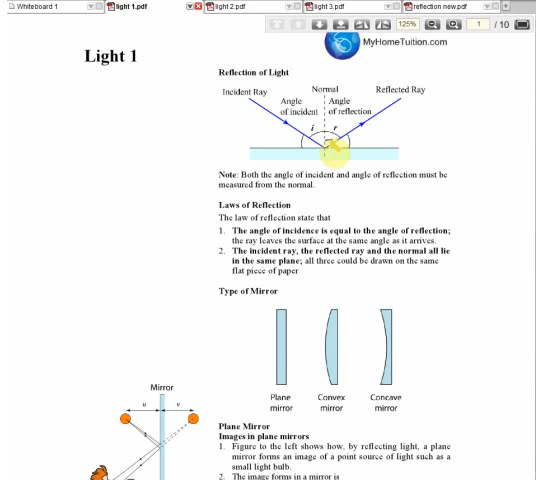 Whiteboard 1
light 1.pdf
light 2.pdf
light 3.pdf
reflection new.pdf
125%
1 / 10
MyHomeTuition.com
Light 1
Reflection of Light
Incident Ray
Normal
Reflected Ray
Angle of incident
Angle of reflection
i
r
Note: Both the angle of incident and angle of reflection must be
measured from the normal.
Laws of Reflection
The law of reflection state that
1. The angle of incidence is equal to the angle of reflection;
the ray leaves the surface at the same angle as it arrives.
2. The incident ray, the reflected ray and the normal all lie
in the same plane; all three could be drawn on the same
flat piece of paper
Type of Mirror
Plane mirror
Convex mirror
Concave mirror
Mirror
u
v
Plane Mirror
Images in plane mirrors
1. Figure to the left shows how, by reflecting light, a plane
mirror forms an image of a point source of light such as a
small light bulb.
2. The image forms in a mirror is